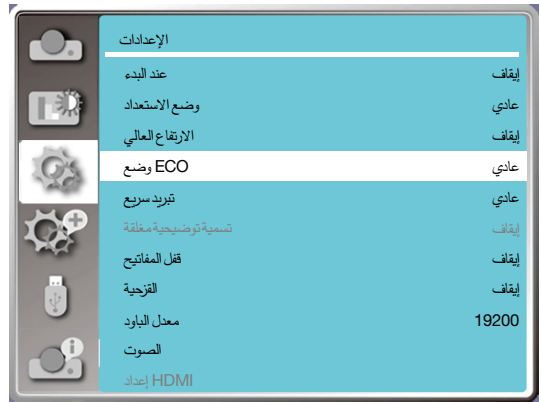 الإعدادات
عند البدء إيقاف
وضع الاستعداد عادي
الارتفاع العالي إيقاف
وضع ECO عادي
تبريد سريع عادي
تسمية توضيحية مغلقة إيقاف
قفل المفاتيح إيقاف
القزحية إيقاف
معدل الباود 19200
الصوت
إعداد HDMI